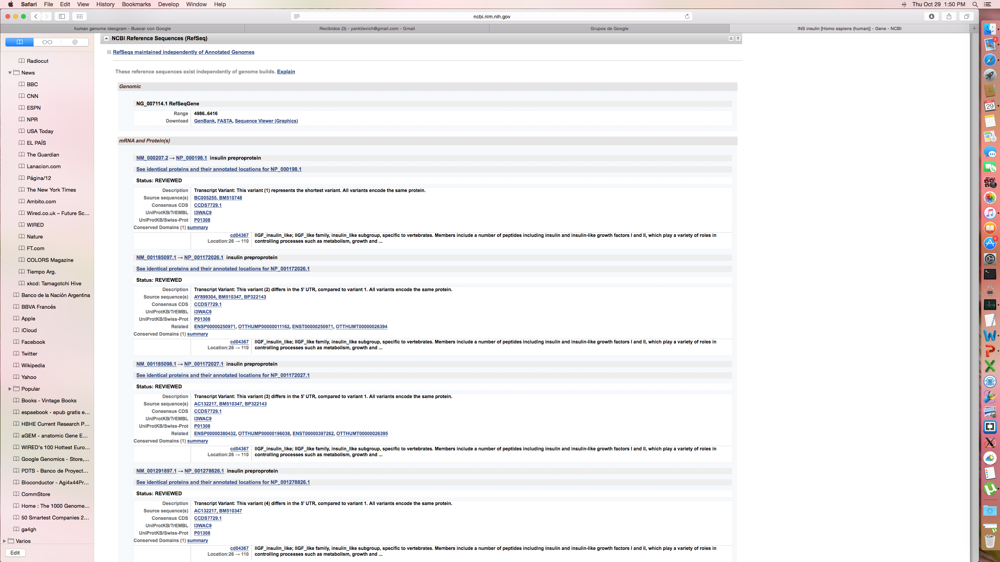 Safari File Edit View History Bookmarks Develop Window Help
Thu Oct 29 1:50 PM
ncbi.nlm.nih.gov
human genome ideogram - Buscar con Google
Recibidos (3) - yankilevich@gmail.com - Gmail
Grupos de Google
INS insulin [Homo sapiens (human)] - Gene - NCBI
Radiocut
News
BBC
CNN
ESPN
NPR
USA Today
EL PAÍS
The Guardian
Lanacion.com
Página/12
The New York Times
Ambito.com
Wired.co.uk – Future Sc...
WIRED
Nature
FT.com
COLORS Magazine
Tiempo Arg.
xkcd: Tamagotchi Hive
Banco de la Nación Argentina
BBVA Francés
Apple
iCloud
Facebook
Twitter
Wikipedia
Yahoo
Popular
Books - Vintage Books
espaebook - epub gratis e...
HBHE Current Research P...
aGEM - anatomic Gene E...
WIRED's 100 Hottest Euro...
Google Genomics - Store,...
PDTS - Banco de Proyect...
Bioconductor - Agi4x44Pr...
CommStore
Home : The 1000 Genome...
50 Smartest Companies 2...
ga4gh
Varios
Edit
NCBI Reference Sequences (RefSeq)
RefSeqs maintained independently of Annotated Genomes
These reference sequences exist independently of genome builds. Explain
Genomic
NG_007114.1 RefSeqGene
Range 4986..6416
Download GenBank, FASTA, Sequence Viewer (Graphics)
mRNA and Protein(s)
NM_000207.2 → NP_000198.1 insulin preproprotein
See identical proteins and their annotated locations for NP_000198.1
Status: REVIEWED
Description Transcript Variant: This variant (1) represents the shortest variant. All variants encode the same protein.
Source sequence(s) BC005255, BM510748
Consensus CDS CCDS7729.1
UniProtKB/TrEMBL I3WAC9
UniProtKB/Swiss-Prot P01308
Conserved Domains (1) summary
cd04367 IlGF_insulin_like; IlGF_like family, insulin_like subgroup, specific to vertebrates. Members include a number of peptides including insulin and insulin-like growth factors I and II, which play a variety of roles in
Location:26 → 110 controlling processes such as metabolism, growth and ...
NM_001185097.1 → NP_001172026.1 insulin preproprotein
See identical proteins and their annotated locations for NP_001172026.1
Status: REVIEWED
Description Transcript Variant: This variant (2) differs in the 5' UTR, compared to variant 1. All variants encode the same protein.
Source sequence(s) AY899304, BM510347, BP322143
Consensus CDS CCDS7729.1
UniProtKB/TrEMBL I3WAC9
UniProtKB/Swiss-Prot P01308
Related ENSP00000250971, OTTHUMP00000011162, ENST00000250971, OTTHUMT00000026394
Conserved Domains (1) summary
cd04367 IlGF_insulin_like; IlGF_like family, insulin_like subgroup, specific to vertebrates. Members include a number of peptides including insulin and insulin-like growth factors I and II, which play a variety of roles in
Location:26 → 110 controlling processes such as metabolism, growth and ...
NM_001185098.1 → NP_001172027.1 insulin preproprotein
See identical proteins and their annotated locations for NP_001172027.1
Status: REVIEWED
Description Transcript Variant: This variant (3) differs in the 5' UTR, compared to variant 1. All variants encode the same protein.
Source sequence(s) AC132217, BM510347, BP322143
Consensus CDS CCDS7729.1
UniProtKB/TrEMBL I3WAC9
UniProtKB/Swiss-Prot P01308
Related ENSP00000380432, OTTHUMP00000196038, ENST00000397262, OTTHUMT00000026395
Conserved Domains (1) summary
cd04367 IlGF_insulin_like; IlGF_like family, insulin_like subgroup, specific to vertebrates. Members include a number of peptides including insulin and insulin-like growth factors I and II, which play a variety of roles in
Location:26 → 110 controlling processes such as metabolism, growth and ...
NM_001291897.1 → NP_001278826.1 insulin preproprotein
See identical proteins and their annotated locations for NP_001278826.1
Status: REVIEWED
Description Transcript Variant: This variant (4) differs in the 5' UTR, compared to variant 1. All variants encode the same protein.
Source sequence(s) AC132217, BM510347
Consensus CDS CCDS7729.1
UniProtKB/TrEMBL I3WAC9
UniProtKB/Swiss-Prot P01308
Conserved Domains (1) summary
cd04367 IlGF_insulin_like; IlGF_like family, insulin_like subgroup, specific to vertebrates. Members include a number of peptides including insulin and insulin-like growth factors I and II, which play a variety of roles in
Location:26 → 110 controlling processes such as metabolism, growth and ...
9
OCT
29
5